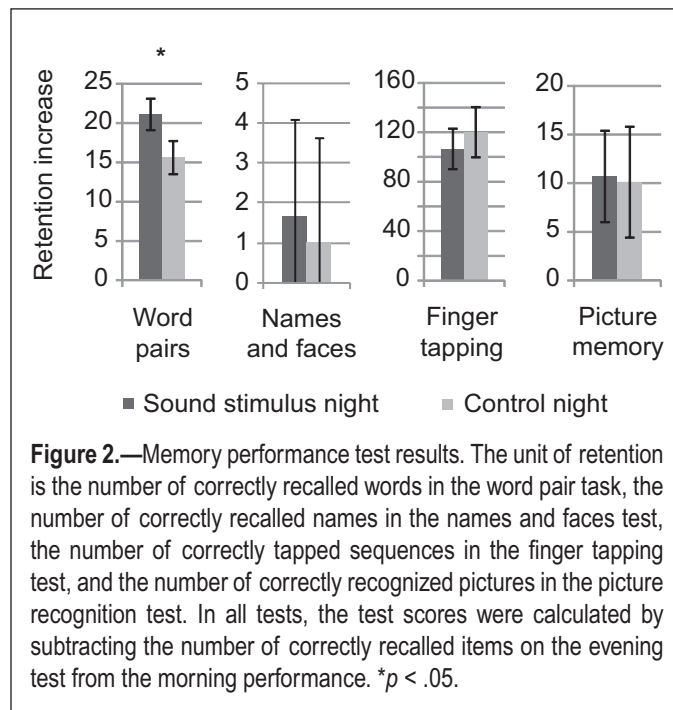 *
25
20
15
10
5
0
5
4
3
2
1
0
160
120
80
40
0
20
15
10
5
0
Retention increase
Word
pairs
Names
and faces
Finger
tapping
Picture
memory
Sound stimulus night
Control night
Figure 2.—Memory performance test results. The unit of retention
is the number of correctly recalled words in the word pair task, the
number of correctly recalled names in the names and faces test,
the number of correctly tapped sequences in the finger tapping
test, and the number of correctly recognized pictures in the picture
recognition test. In all tests, the test scores were calculated by
subtracting the number of correctly recalled items on the evening
test from the morning performance. *p < .05.